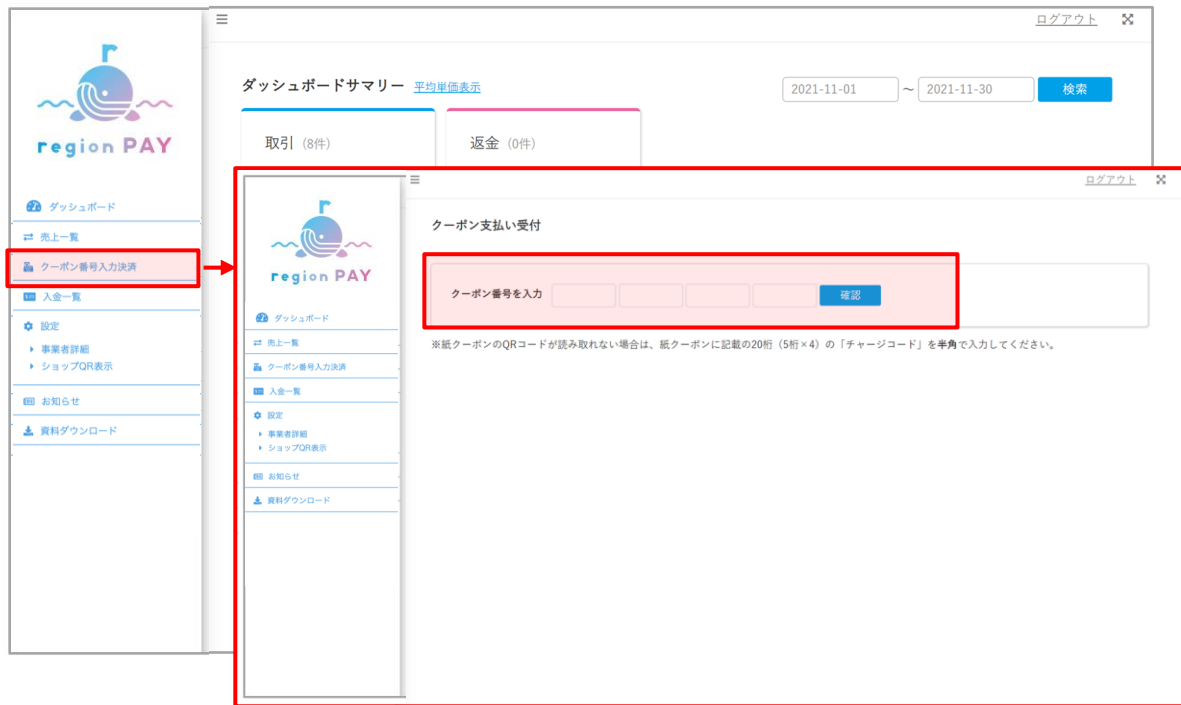 ログアウト
ダッシュボードサマリー 平均単価表示
2021-11-01 ~ 2021-11-30 検索
取引 (8件)
返金 (0件)
region PAY
ダッシュボード
売上一覧
クーポン番号入力決済
入金一覧
設定
事業者詳細
ショップQR表示
お知らせ
資料ダウンロード
ログアウト
region PAY
ダッシュボード
売上一覧
クーポン番号入力決済
入金一覧
設定
事業者詳細
ショップQR表示
お知らせ
資料ダウンロード
クーポン支払い受付
クーポン番号を入力 確認
※紙クーポンのQRコードが読み取れない場合は、紙クーポンに記載の20桁（5桁×4）の「チャージコード」を半角で入力してください。